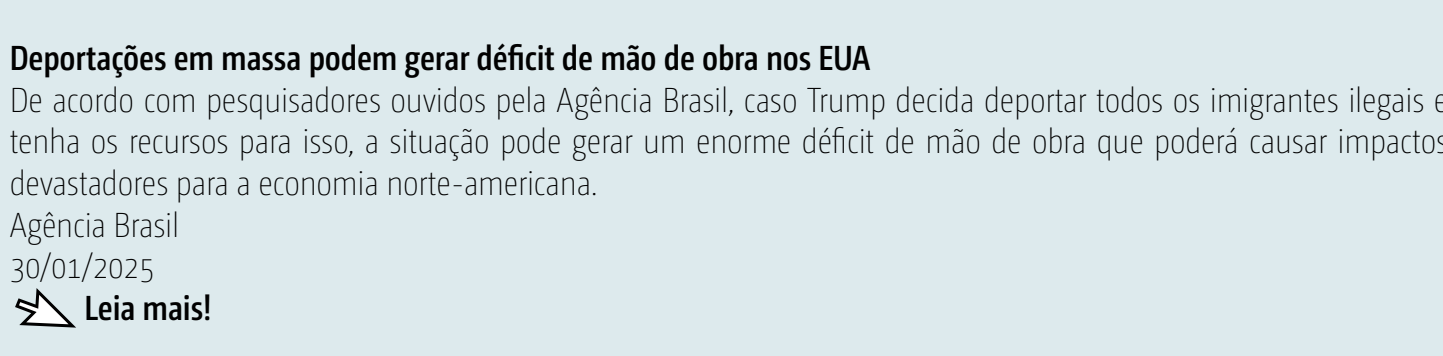 Deportações em massa podem gerar déficit de mão de obra nos EUA
De acordo com pesquisadores ouvidos pela Agência Brasil, caso Trump decida deportar todos os imigrantes ilegais e
tenha os recursos para isso, a situação pode gerar um enorme déficit de mão de obra que poderá causar impactos
devastadores para a economia norte-americana.
Agência Brasil
30/01/2025
Leia mais!